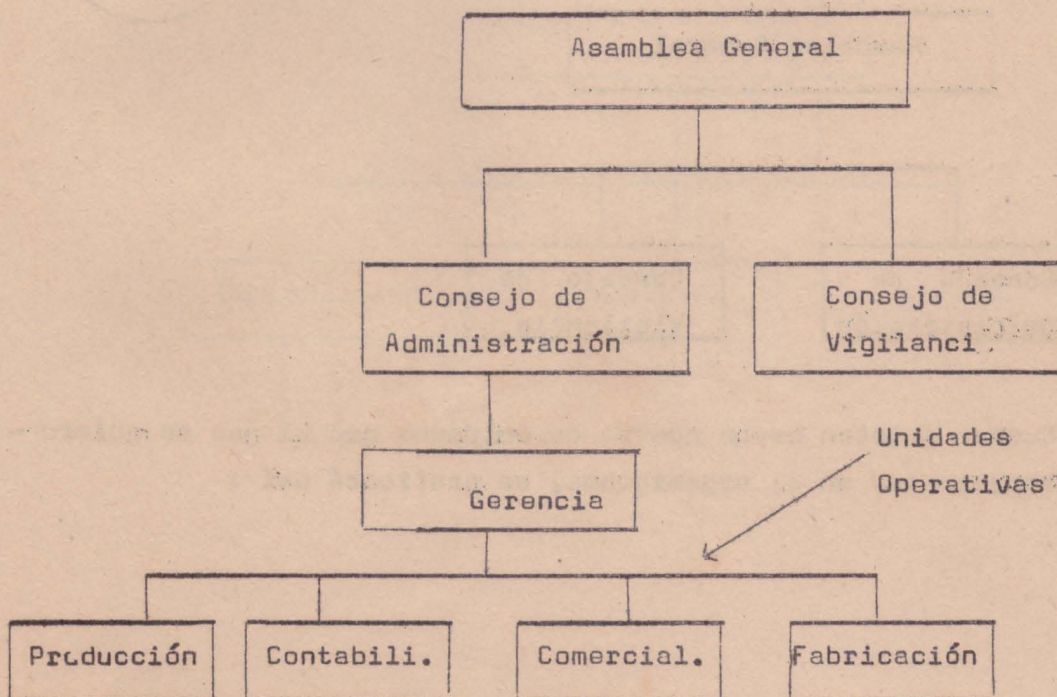 Asamblea General
Consejo de
Administración
Consejo de
Vigilanci
Unidades
Operativas
Gerencia
Producción
Contabili.
Comercial.
Fabricación